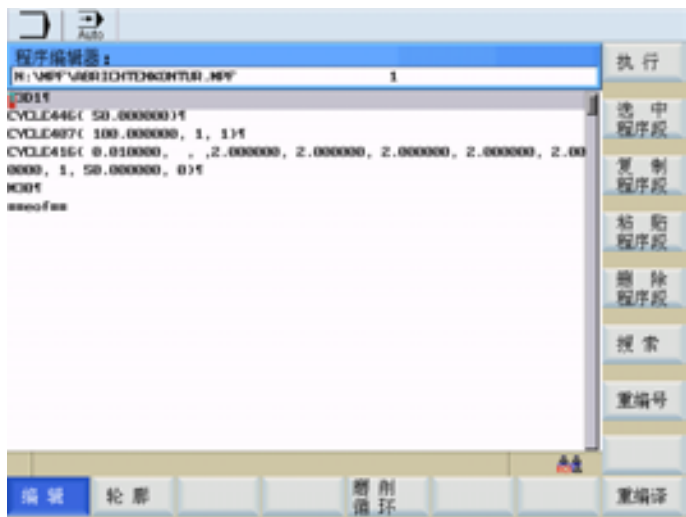 Auto
程序编辑器：
N:\MPF\ABRICHTENKONTUR.MPF 1
T3D1¶
CYCLE446( 50.000000)¶
CYCLE407( 100.000000, 1, 1)¶
CYCLE416( 0.010000, , ,2.000000, 2.000000, 2.000000, 2.000000, 2.00
0000, 1, 50.000000, 0)¶
M30¶
==eof==
执行
选中
程序段
复制
程序段
粘贴
程序段
删除
程序段
搜索
重编号
编辑
轮廓
磨削
循环
重编译